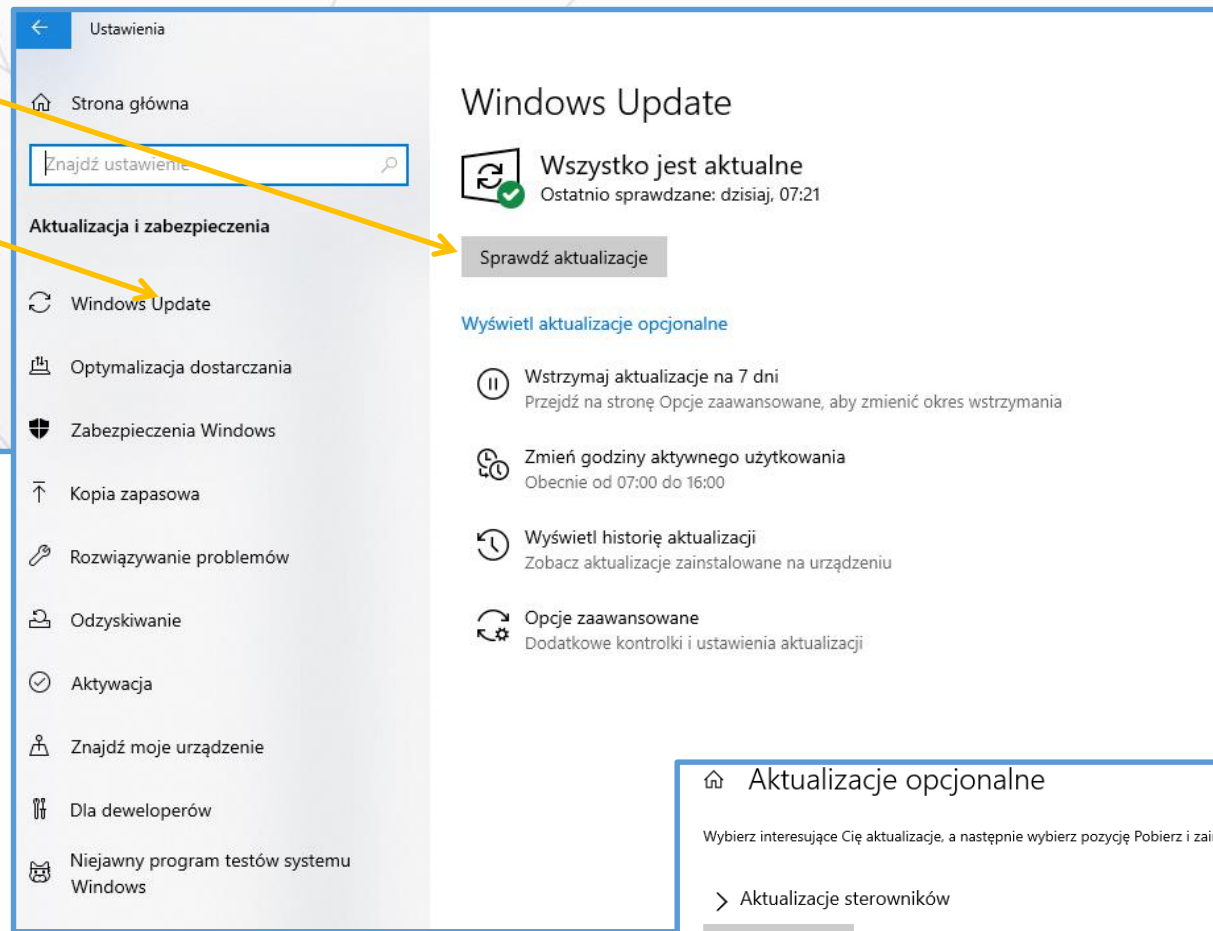 Ustawienia
Strona główna
Znajdź ustawienie
Aktualizacja i zabezpieczenia
Windows Update
Optymalizacja dostarczania
Zabezpieczenia Windows
Kopia zapasowa
Rozwiązywanie problemów
Odzyskiwanie
Aktywacja
Znajdź moje urządzenie
Dla deweloperów
Niejawny program testów systemu
Windows
Windows Update
Wszystko jest aktualne
Ostatnio sprawdzane: dzisiaj, 07:21
Sprawdź aktualizacje
Wyświetl aktualizacje opcjonalne
Wstrzymaj aktualizacje na 7 dni
Przejdź na stronę Opcje zaawansowane, aby zmienić okres wstrzymania
Zmień godziny aktywnego użytkowania
Obecnie od 07:00 do 16:00
Wyświetl historię aktualizacji
Zobacz aktualizacje zainstalowane na urządzeniu
Opcje zaawansowane
Dodatkowe kontrolki i ustawienia aktualizacji
Aktualizacje opcjonalne
Wybierz interesujące Cię aktualizacje, a następnie wybierz pozycję Pobierz i
Aktualizacje sterowników